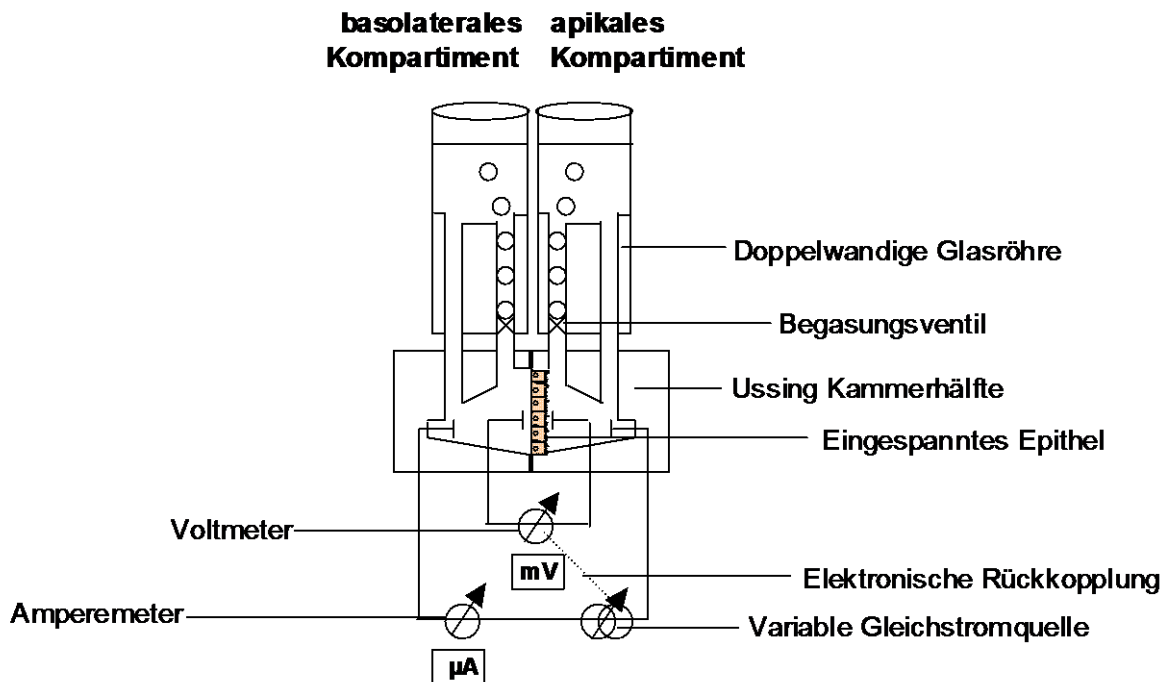 basolaterales apikales
Kompartiment Kompartiment
Doppelwandige Glasröhre
Begasungsventil
Ussing Kammerhälfte
Eingespanntes Epithel
Voltmeter
mV
Elektronische Rückkopplung
Amperemeter
Variable Gleichstromquelle
µA